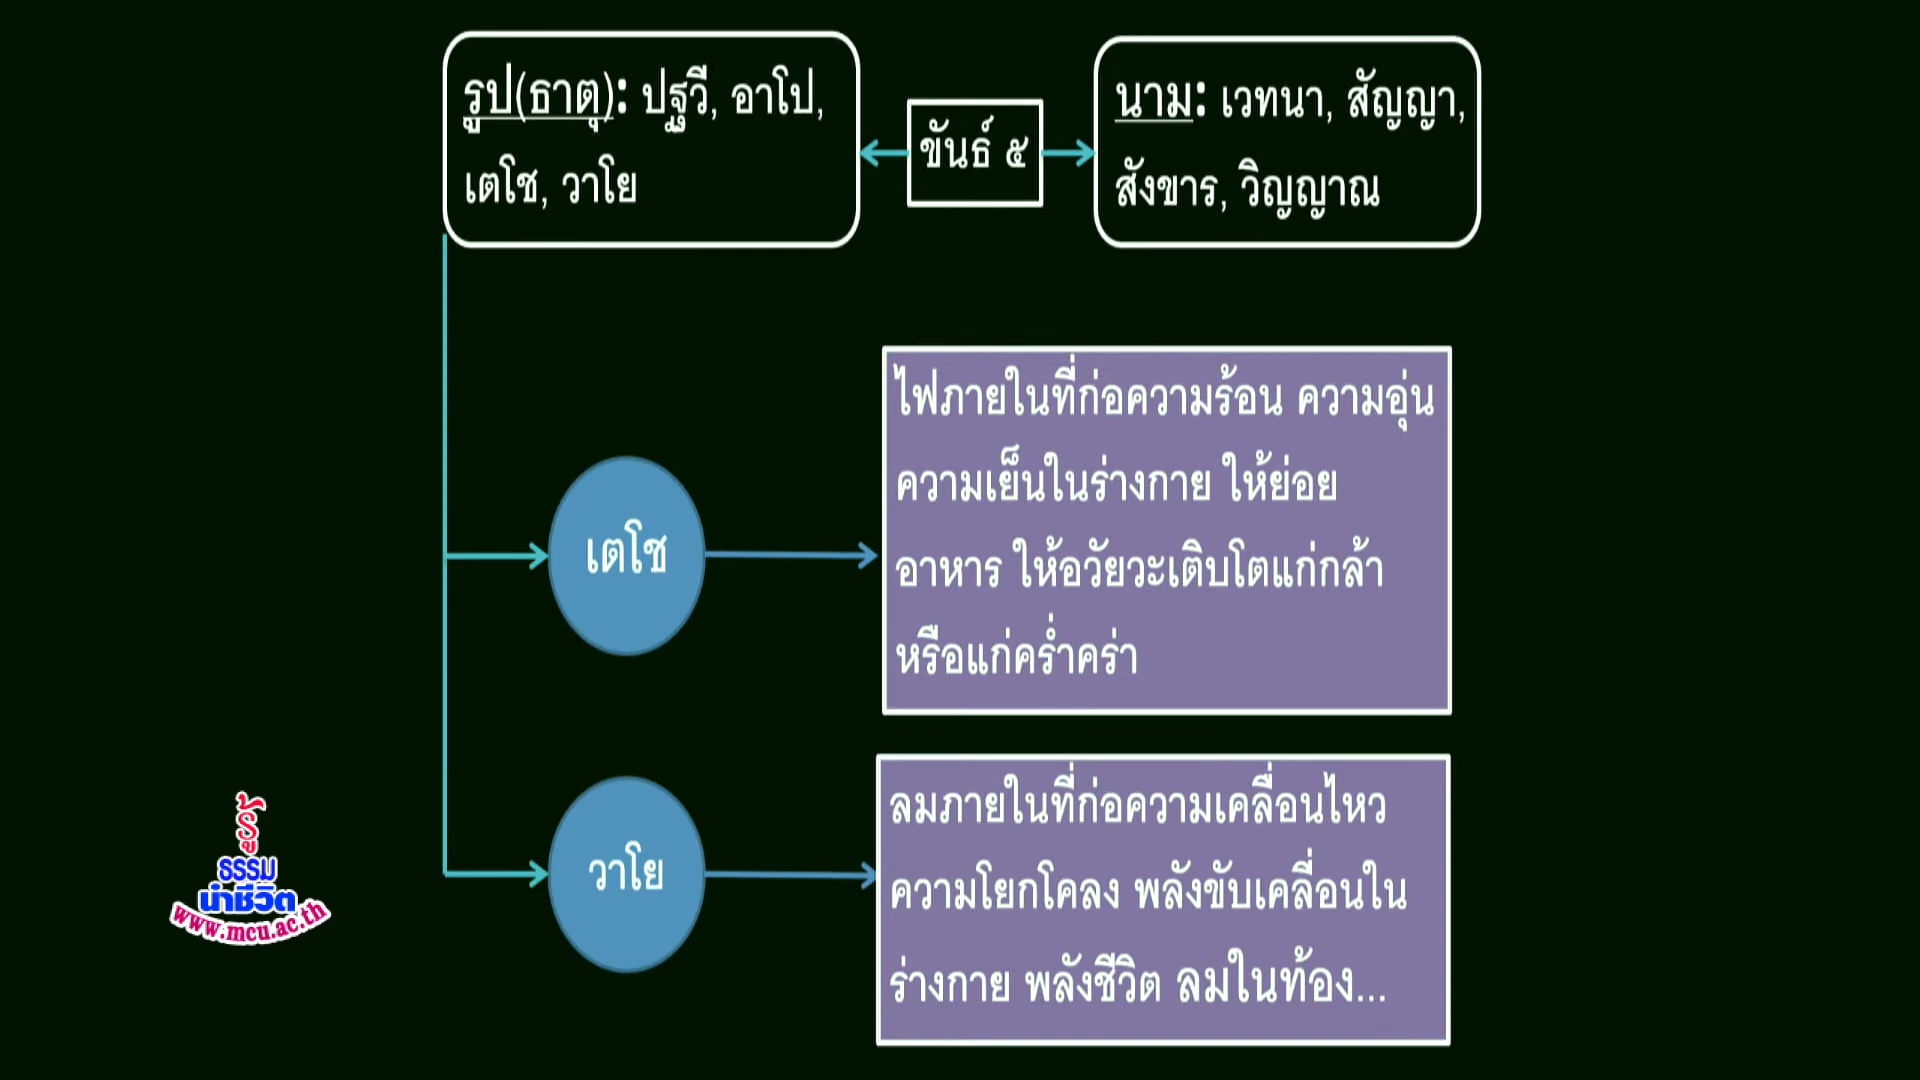 รูป(ธาตุ): ปฐวี, อาโป,
เตโช, วาโย
ขันธ์ ๕
นาม: เวทนา, สัญญา,
สังขาร, วิญญาณ
เตโช
ไฟภายในที่ก่อความร้อน ความอุ่น
ความเย็นในร่างกาย ให้ย่อย
อาหาร ให้อวัยวะเติบโตแก่กล้า
หรือแก่คร่ำคร่า
วาโย
ลมภายในที่ก่อความเคลื่อนไหว
ความโยกโคลง พลังขับเคลื่อนใน
ร่างกาย พลังชีวิต ลมในท้อง...
รู้
ธรรม
นำชีวิต
www.mcu.ac.th